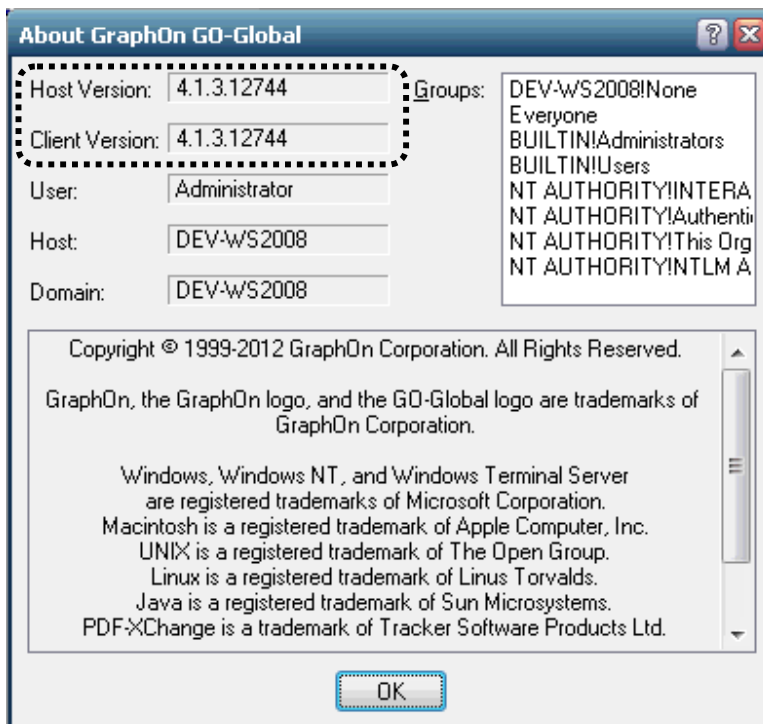 About GraphOn GO-Global
Host Version: 4.1.3.12744
Client Version: 4.1.3.12744
User: Administrator
Host: DEV-WS2008
Domain: DEV-WS2008
Groups:
DEV-WS2008!None
Everyone
BUILTIN!Administrators
BUILTIN!Users
NT AUTHORITY!INTERA
NT AUTHORITY!Authenti
NT AUTHORITY!This Org
NT AUTHORITY!NTLM A
Copyright © 1999-2012 GraphOn Corporation. All Rights Reserved.
GraphOn, the GraphOn logo, and the GO-Global logo are trademarks of
GraphOn Corporation.
Windows, Windows NT, and Windows Terminal Server
are registered trademarks of Microsoft Corporation.
Macintosh is a registered trademark of Apple Computer, Inc.
UNIX is a registered trademark of The Open Group.
Linux is a registered trademark of Linus Torvalds.
Java is a registered trademark of Sun Microsystems.
PDF-XChange is a trademark of Tracker Software Products Ltd.
OK